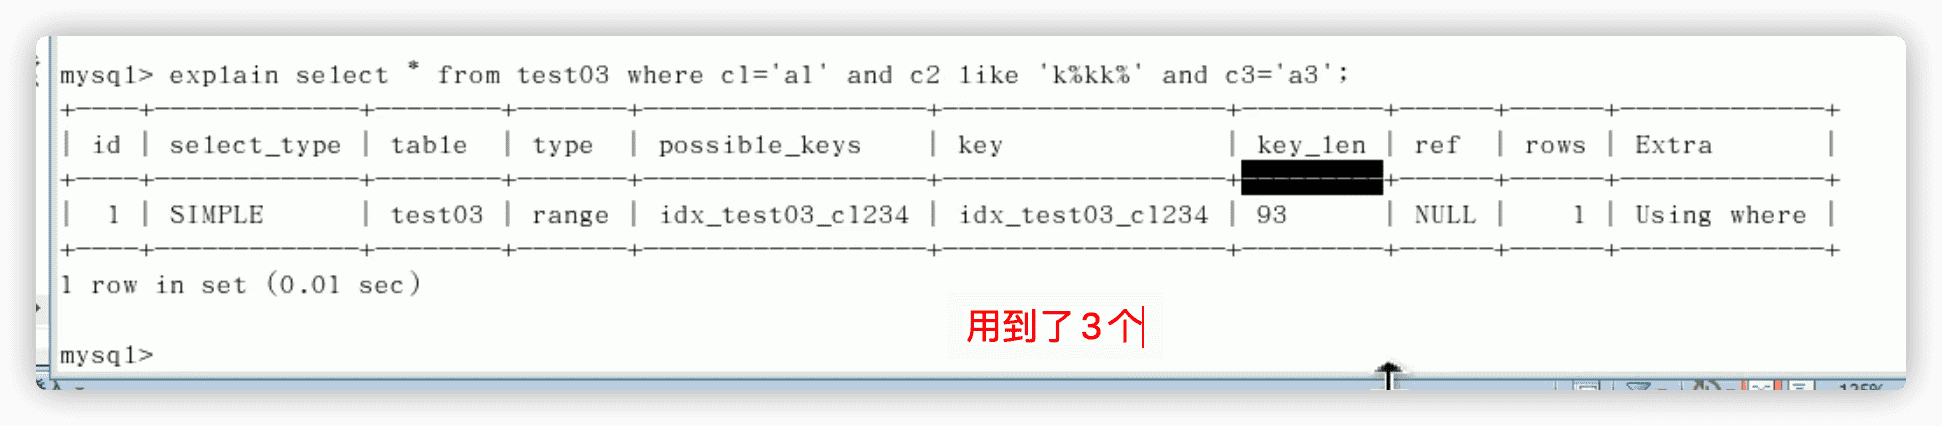 mysql> explain select * from test03 where c1='a1' and c2 like 'k%kk%' and c3='a3';
+----+-------------+--------+-------+------------------+------------------+---------+------+------+-------------+
| id | select_type | table | type | possible_keys | key | key_len | ref | rows | Extra |
+----+-------------+--------+-------+------------------+------------------+---------+------+------+-------------+
| 1 | SIMPLE | test03 | range | idx_test03_c1234 | idx_test03_c1234 | 93 | NULL | 1 | Using where |
+----+-------------+--------+-------+------------------+------------------+---------+------+------+-------------+
1 row in set (0.01 sec)
用到了3个
mysql>